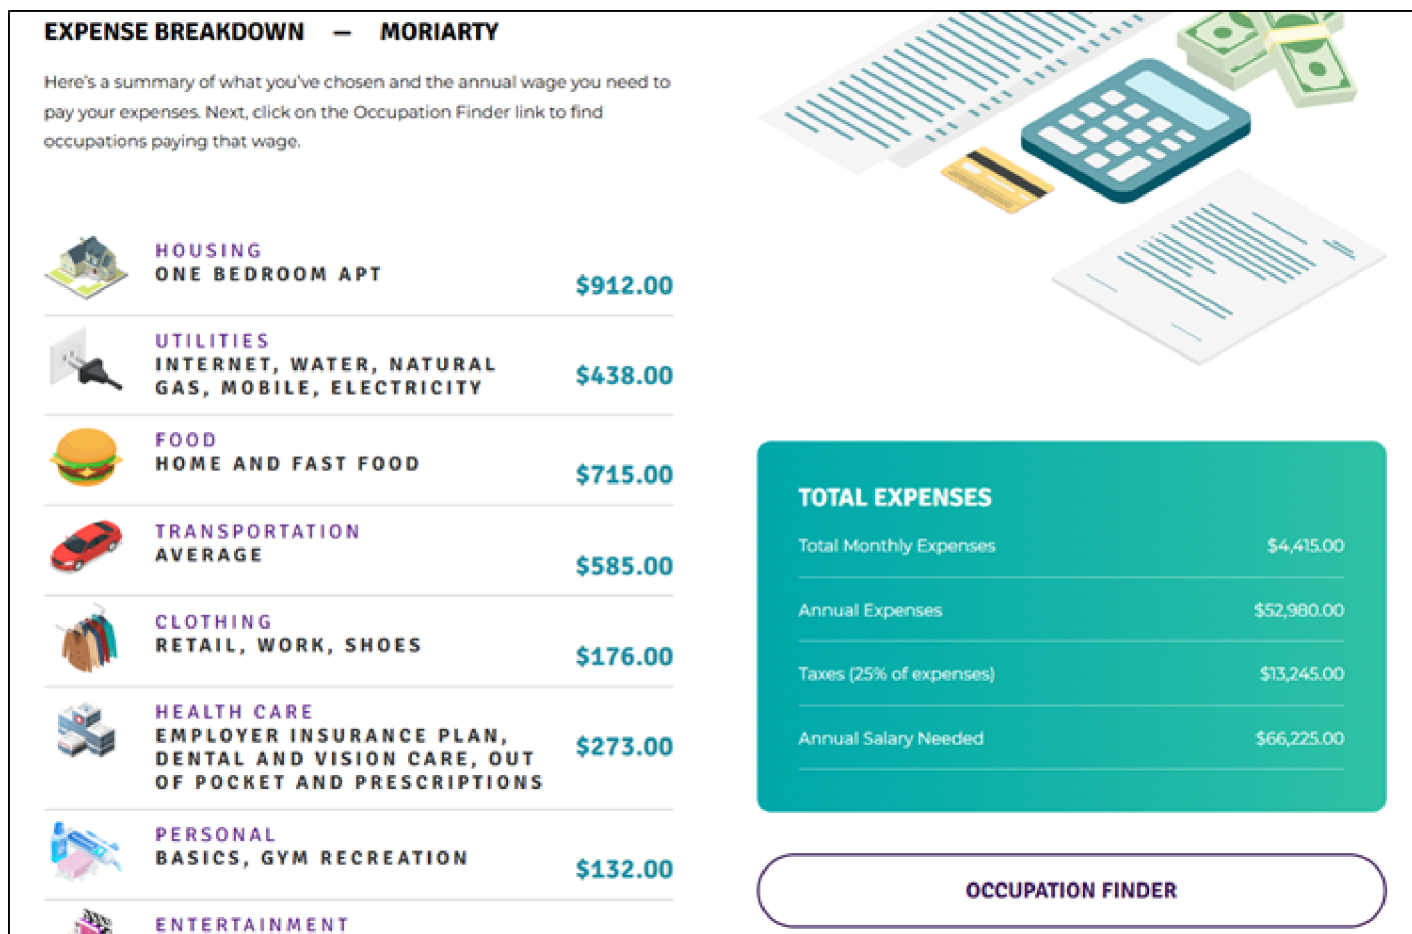 EXPENSE BREAKDOWN — MORIARTY
Here's a summary of what you've chosen and the annual wage you need to
pay your expenses. Next, click on the Occupation Finder link to find
occupations paying that wage.
HOUSING
ONE BEDROOM APT
$912.00
UTILITIES
INTERNET, WATER, NATURAL
GAS, MOBILE, ELECTRICITY
$438.00
FOOD
HOME AND FAST FOOD
$715.00
TRANSPORTATION
AVERAGE
$585.00
CLOTHING
RETAIL, WORK, SHOES
$176.00
HEALTH CARE
EMPLOYER INSURANCE PLAN,
DENTAL AND VISION CARE, OUT
OF POCKET AND PRESCRIPTIONS
$273.00
PERSONAL
BASICS, GYM RECREATION
$132.00
ENTERTAINMENT
TOTAL EXPENSES
Total Monthly Expenses $4,415.00
Annual Expenses $52,980.00
Taxes (25% of expenses) $13,245.00
Annual Salary Needed $66,225.00
OCCUPATION FINDER